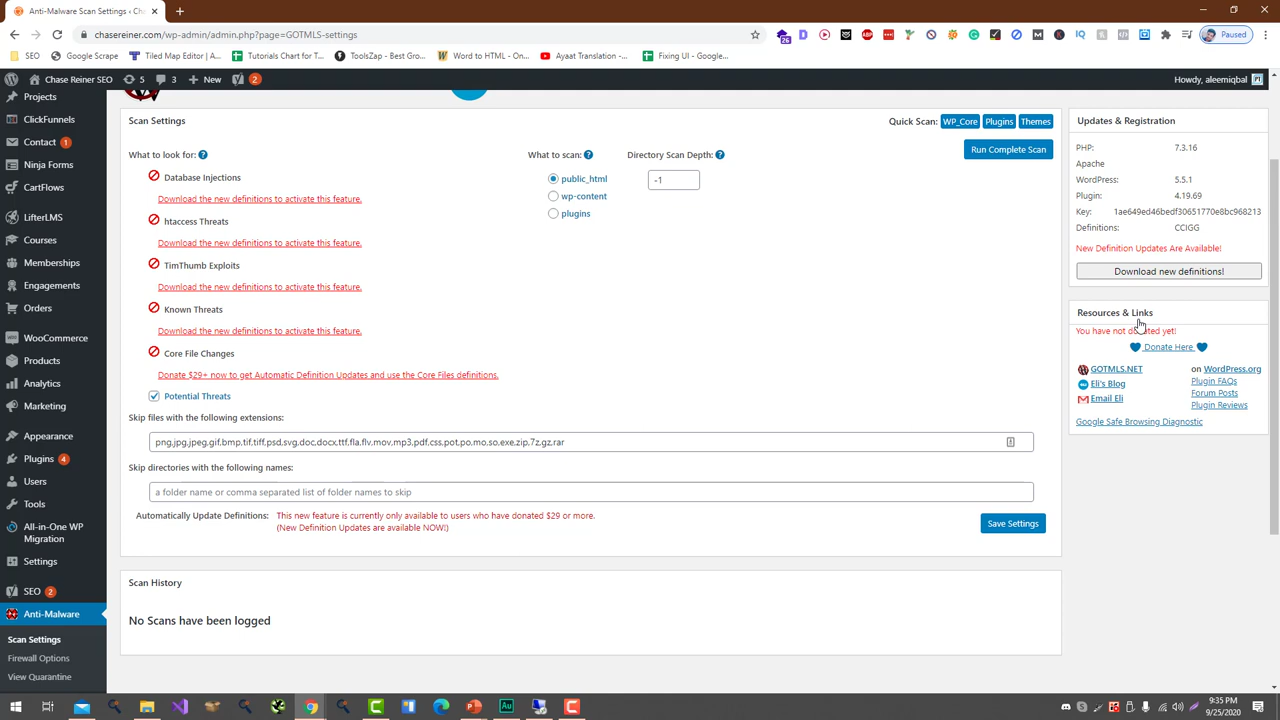 Anti-Malware Scan Settings ‹ Chas
chasereiner.com/wp-admin/admin.php?page=GOTMLS-settings
Paused
SEO
Google Scrape
Tiled Map Editor | A...
Tutorials Chart for T...
ToolsZap - Best Gro...
Word to HTML -On...
Ayaat Translation -...
Fixing UI - Google...
Chase Reiner SEO
5
3
New
2
Howdy, aleemiqbal
Projects
ClickFunnels
Contact 1
Ninja Forms
CartFlows
LifterLMS
Courses
Memberships
Engagements
Orders
WooCommerce
Products
Analytics
Marketing
Appearance
Plugins 4
Users
Tools
All-in-One WP
Migration
Settings
SEO 2
Anti-Malware
Scan Settings
Firewall Options
View Quarantine
Scan Settings
Quick Scan: WP_Core Plugins Themes
Run Complete Scan
What to look for: ?
Database Injections
Download the new definitions to activate this feature.
htaccess Threats
Download the new definitions to activate this feature.
TimThumb Exploits
Download the new definitions to activate this feature.
Known Threats
Download the new definitions to activate this feature.
Core File Changes
Donate $29+ now to get Automatic Definition Updates and use the Core Files definitions.
Potential Threats
What to scan: ?
public_html
wp-content
plugins
Directory Scan Depth: ?
-1
Skip files with the following extensions:
png,jpg,jpeg,gif,bmp,tif,tiff,psd,svg,doc,docx,ttf,fla,flv,mov,mp3,pdf,css,pot,po,mo,so,exe,zip,7z,gz,rar
Skip directories with the following names:
a folder name or comma separated list of folder names to skip
Automatically Update Definitions: This new feature is currently only available to users who have donated $29 or more.
(New Definition Updates are available NOW!)
Save Settings
Scan History
No Scans have been logged
Updates & Registration
PHP: 7.3.16
Apache
WordPress: 5.5.1
Plugin: 4.19.69
Key: 1ae649ed46bedf30651770e8bc968213
Definitions: CCIGG
New Definition Updates Are Available!
Download new definitions!
Resources & Links
You have not donated yet!
Donate Here
GOTMLS.NET
Eli's Blog
Email Eli
on WordPress.org
Plugin FAQs
Forum Posts
Plugin Reviews
Google Safe Browsing Diagnostic
9:35 PM
9/25/2020